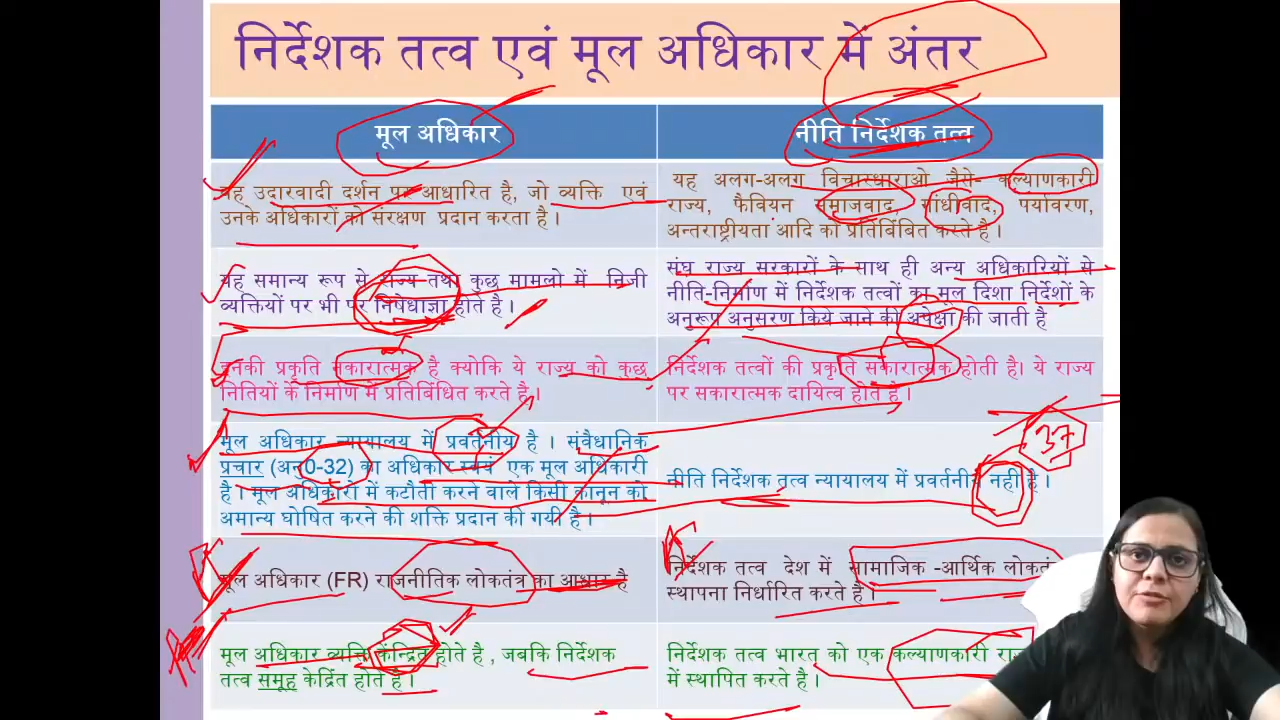 निर्देशक तत्व एवं मूल अधिकार में अंतर
मूल अधिकार
नीति निर्देशक तत्व
यह उदारवादी दर्शन पर आधारित है, जो व्यक्ति एवं
उनके अधिकारों को संरक्षण प्रदान करता है।
यह अलग-अलग विचारधाराओ जैसे- कल्याणकारी
राज्य, फैवियन समाजवाद, गांधीवाद, पर्यावरण,
अन्तराष्ट्रीयता आदि को प्रतिबिंबित करते है।
यह समान्य रूप से राज्य तथा कुछ मामलो में निजी
व्यक्तियों पर भी पर निषेधाज्ञा होते है।
संघ राज्य सरकारों के साथ ही अन्य अधिकारियों से
नीति-निमाण में निर्देशक तत्वों का मूल दिशा निर्देशों के
अनुरूप अनुसरण किये जाने की अपेक्षा की जाती है
इनकी प्रकृति सकारात्मक है क्योकि ये राज्य को कुछ
नितियों के निर्माण में प्रतिबिंधित करते है।
निर्देशक तत्वों की प्रकृति सकारात्मक होती है। ये राज्य
पर सकारात्मक दायित्व होते है।
मूल अधिकार न्यायालय में प्रवर्तनीय है । संवैधानिक
प्रचार (अनु0-32) का अधिकार स्वयं एक मूल अधिकारी
है। मूल अधिकारो में कटौती करने वाले किसी कानून को
अमान्य घोषित करने की शक्ति प्रदान की गयी है।
37
नीति निर्देशक तत्व न्यायालय में प्रवर्तनीय नही है।
मूल अधिकार (FR) राजनीतिक लोकतंत्र का आधार है
निर्देशक तत्व देश में सामाजिक -आर्थिक
स्थापना निर्धारित करते है।
मूल अधिकार व्यक्ति केंन्द्रित होते है, जबकि निर्देशक
तत्व समूह केद्रिंत होते है।
निर्देशक तत्व भारत को एक कल्याणकारी
में स्थापित करते है।